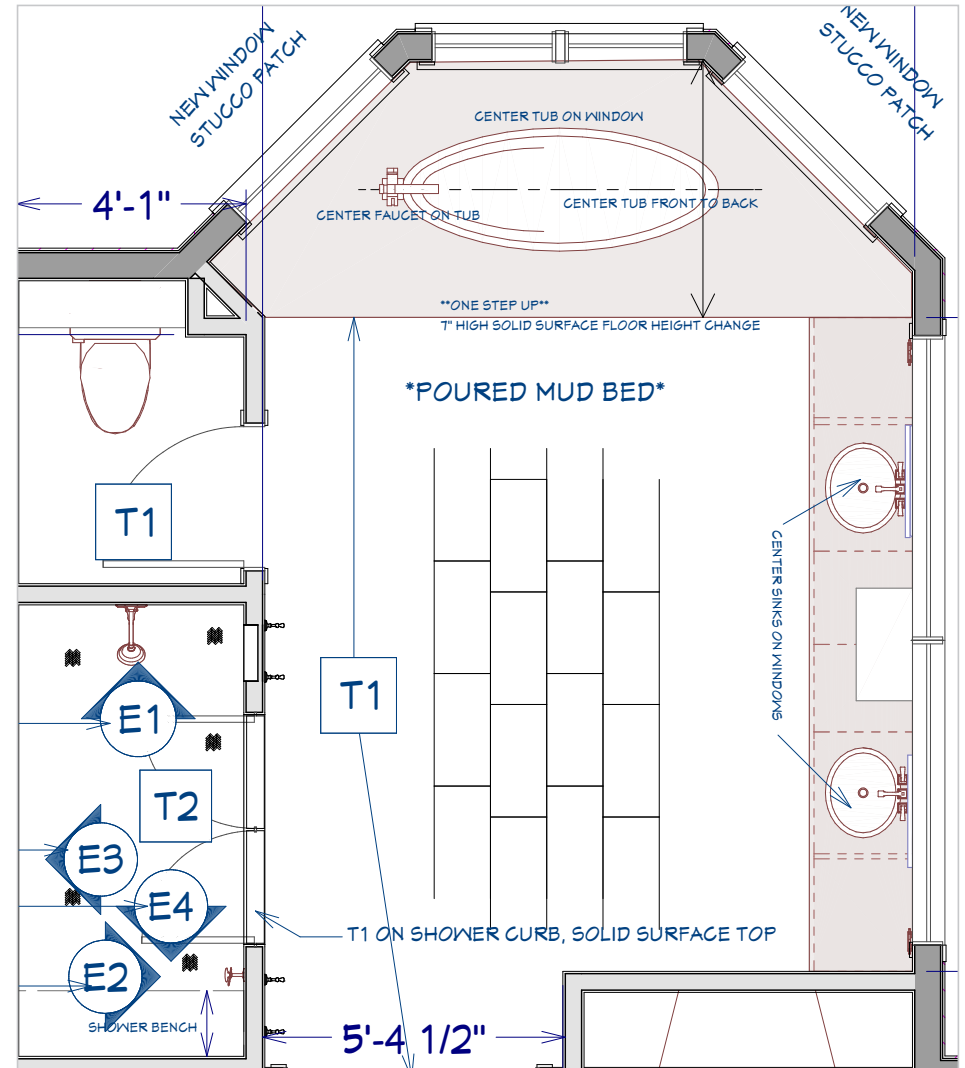 NEW WINDOW
STUCCO PATCH
NEW WINDOW
STUCCO PATCH
CENTER TUB ON WINDOW
4'-1"
CENTER FAUCET ON TUB
CENTER TUB FRONT TO BACK
**ONE STEP UP**
7" HIGH SOLID SURFACE FLOOR HEIGHT CHANGE
*POURED MUD BED*
T1
CENTER SINKS ON WINDOWS
T1
E1
T2
E3
E4
T1 ON SHOWER CURB, SOLID SURFACE TOP
E2
SHOWER BENCH
5'-4 1/2"